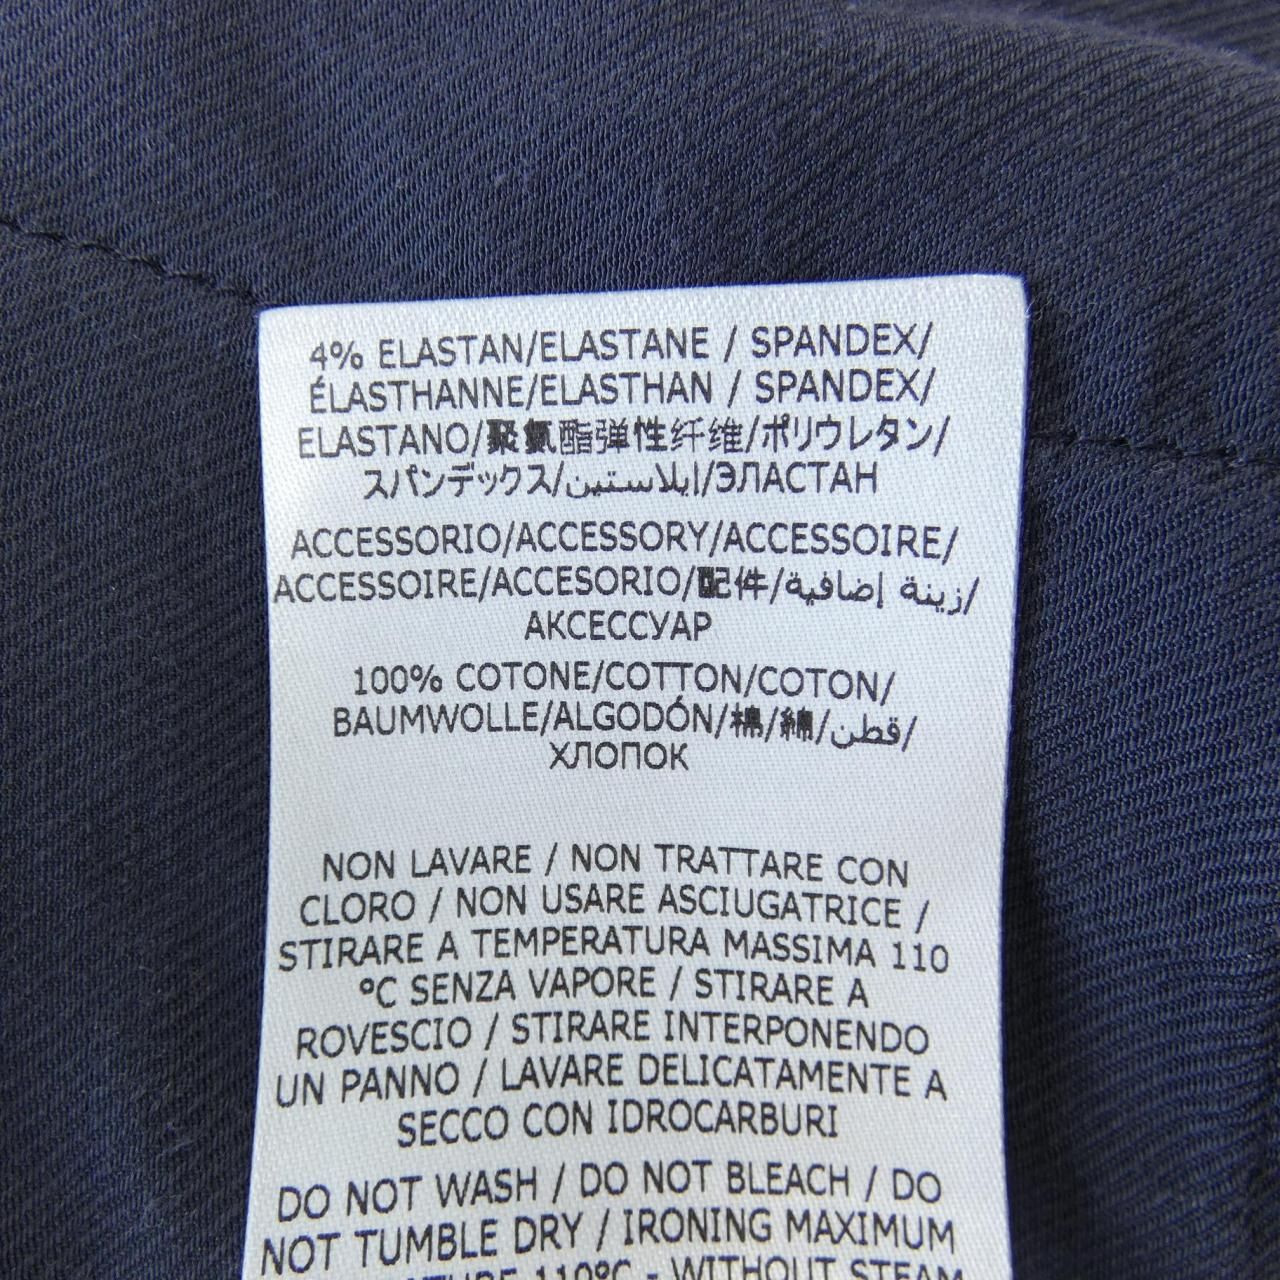 4% ELASTAN/ELASTANE / SPANDEX/
ÉLASTHANNE/ELASTHAN / SPANDEX/
ELASTANO/聚氨酯弹性纤维/ポリウレタン/
スパンデックス/إيلاستين/ЭЛАСТАН
ACCESSORIO/ACCESSORY/ACCESSOIRE/
ACCESSOIRE/ACCESORIO/配件/زينة إضافية/
АКСЕССУАР
100% COTONE/COTTON/COTON/
BAUMWOLLE/ALGODÓN/棉/綿/قطن/
ХЛОПОК
NON LAVARE / NON TRATTARE CON
CLORO / NON USARE ASCIUGATRICE /
STIRARE A TEMPERATURA MASSIMA 110
°C SENZA VAPORE / STIRARE A
ROVESCIO / STIRARE INTERPONENDO
UN PANNO / LAVARE DELICATAMENTE A
SECCO CON IDROCARBURI
DO NOT WASH / DO NOT BLEACH / DO
NOT TUMBLE DRY / IRONING MAXIMUM
110°C - WITHOUT STEAM